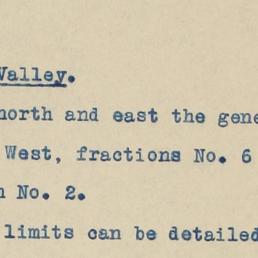 Valley.
north and east the gene
West, fractions No. 6
No. 2.
limits can be detailed